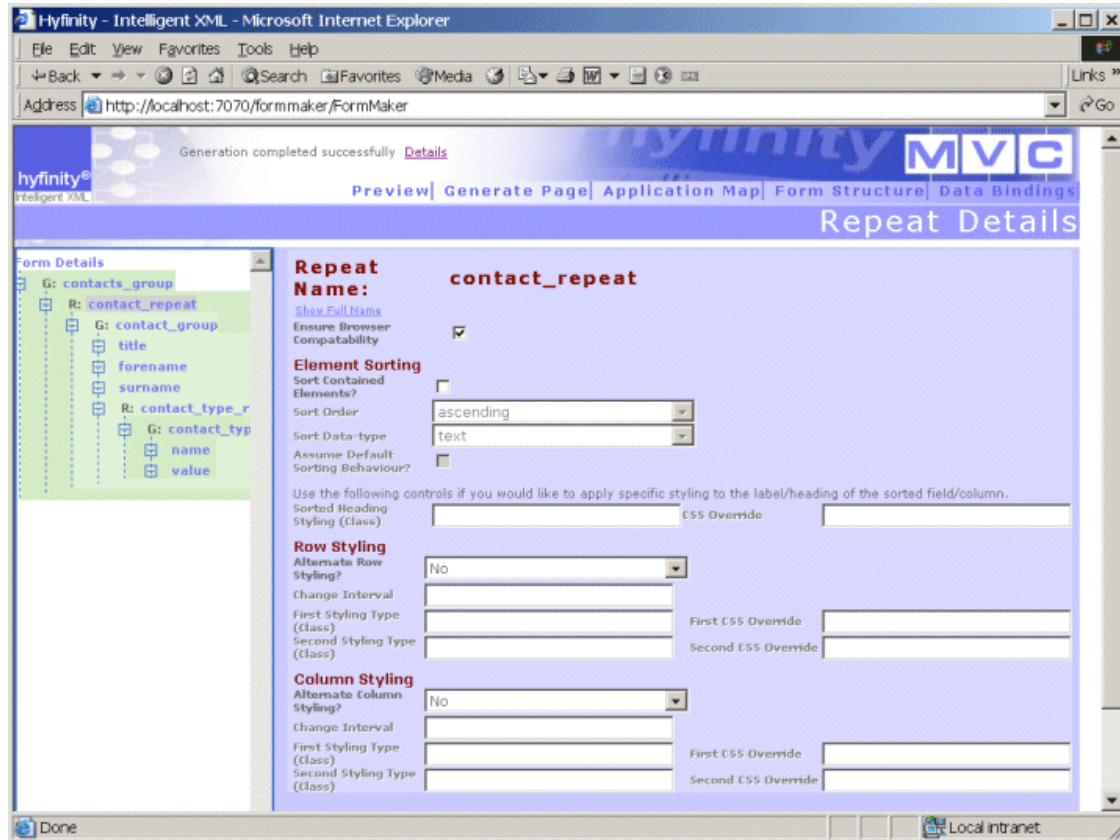 Hyfinity - Intelligent XML - Microsoft Internet Explorer
File Edit View Favorites Tools Help
Back Search Favorites Media Links »
Address http://localhost:7070/formmaker/FormMaker Go
Generation completed successfully Details
hyfinity MVC
hyfinity®
Intelligent XML
Preview| Generate Page| Application Map| Form Structure| Data Bindings
Repeat Details
Form Details
G: contacts_group
R: contact_repeat
G: contact_group
title
forename
surname
R: contact_type_r
G: contact_typ
name
value
Repeat Name: contact_repeat
Show Full Name
Ensure Browser Compatability
Element Sorting
Sort Contained Elements?
Sort Order ascending
Sort Data-type text
Assume Default Sorting Behaviour?
Use the following controls if you would like to apply specific styling to the label/heading of the sorted field/column.
Sorted Heading Styling (Class) CSS Override
Row Styling
Alternate Row Styling? No
Change Interval
First Styling Type (Class) First CSS Override
Second Styling Type (Class) Second CSS Override
Column Styling
Alternate Column Styling? No
Change Interval
First Styling Type (Class) First CSS Override
Second Styling Type (Class) Second CSS Override
Done Local intranet